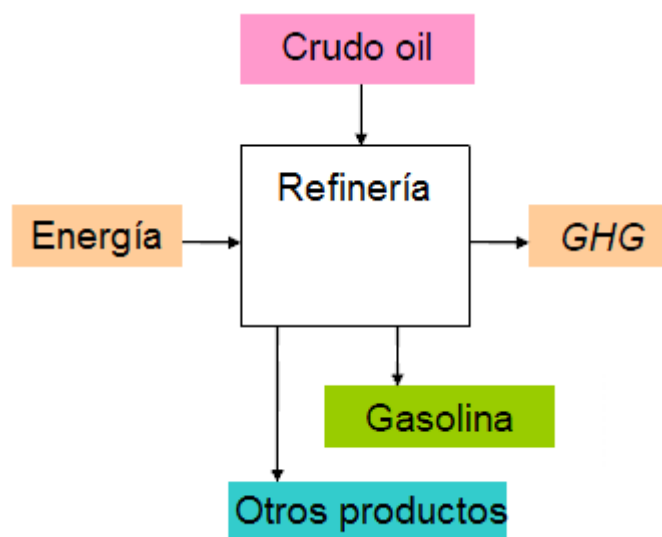 Crudo oil
Refinería
Energía
GHG
Gasolina
Otros productos